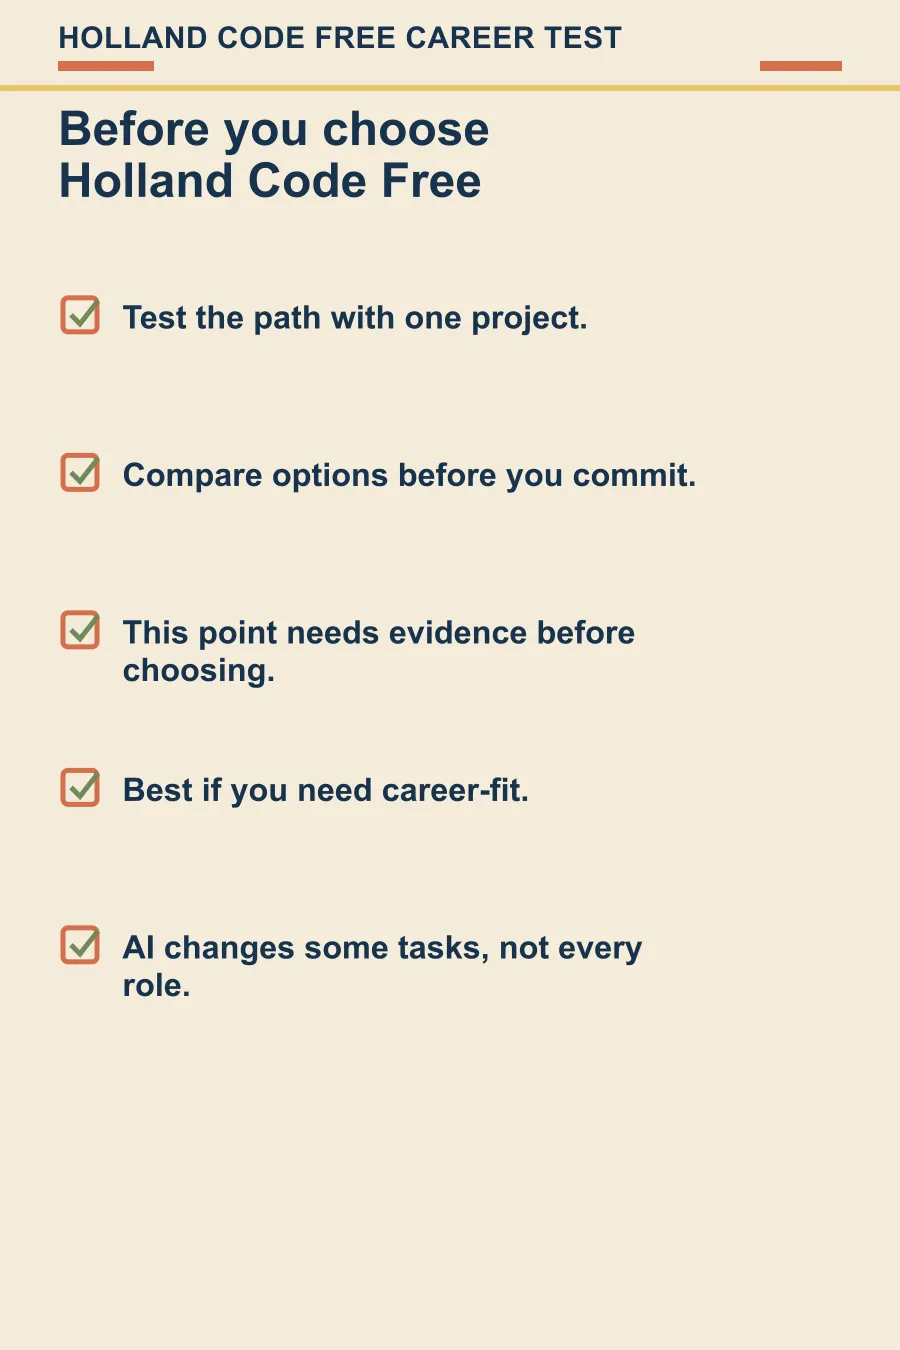 HOLLAND CODE FREE CAREER TEST
Before you choose
Holland Code Free
Test the path with one project.
Compare options before you commit.
This point needs evidence before
choosing.
Best if you need career-fit.
AI changes some tasks, not every
role.